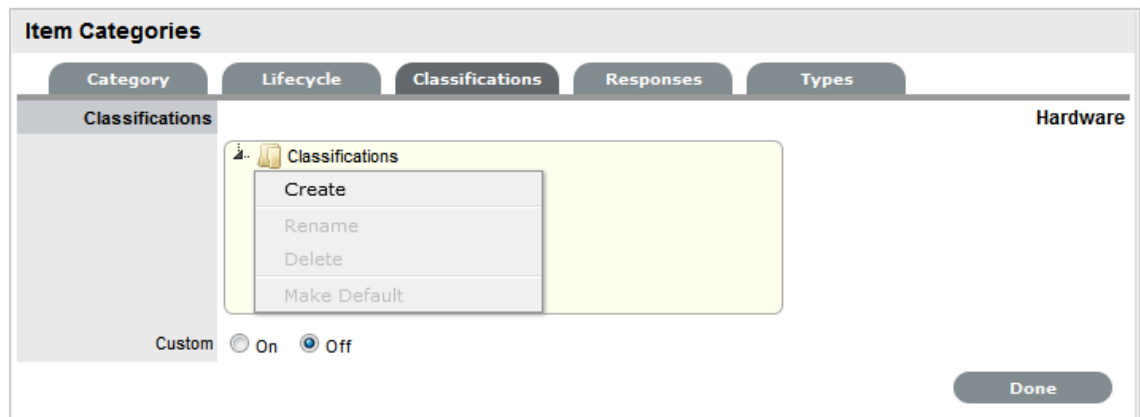 Item Categories
Category Lifecycle Classifications Responses Types
Classifications Hardware
Classifications
Create
Rename
Delete
Make Default
Custom On Off
Done